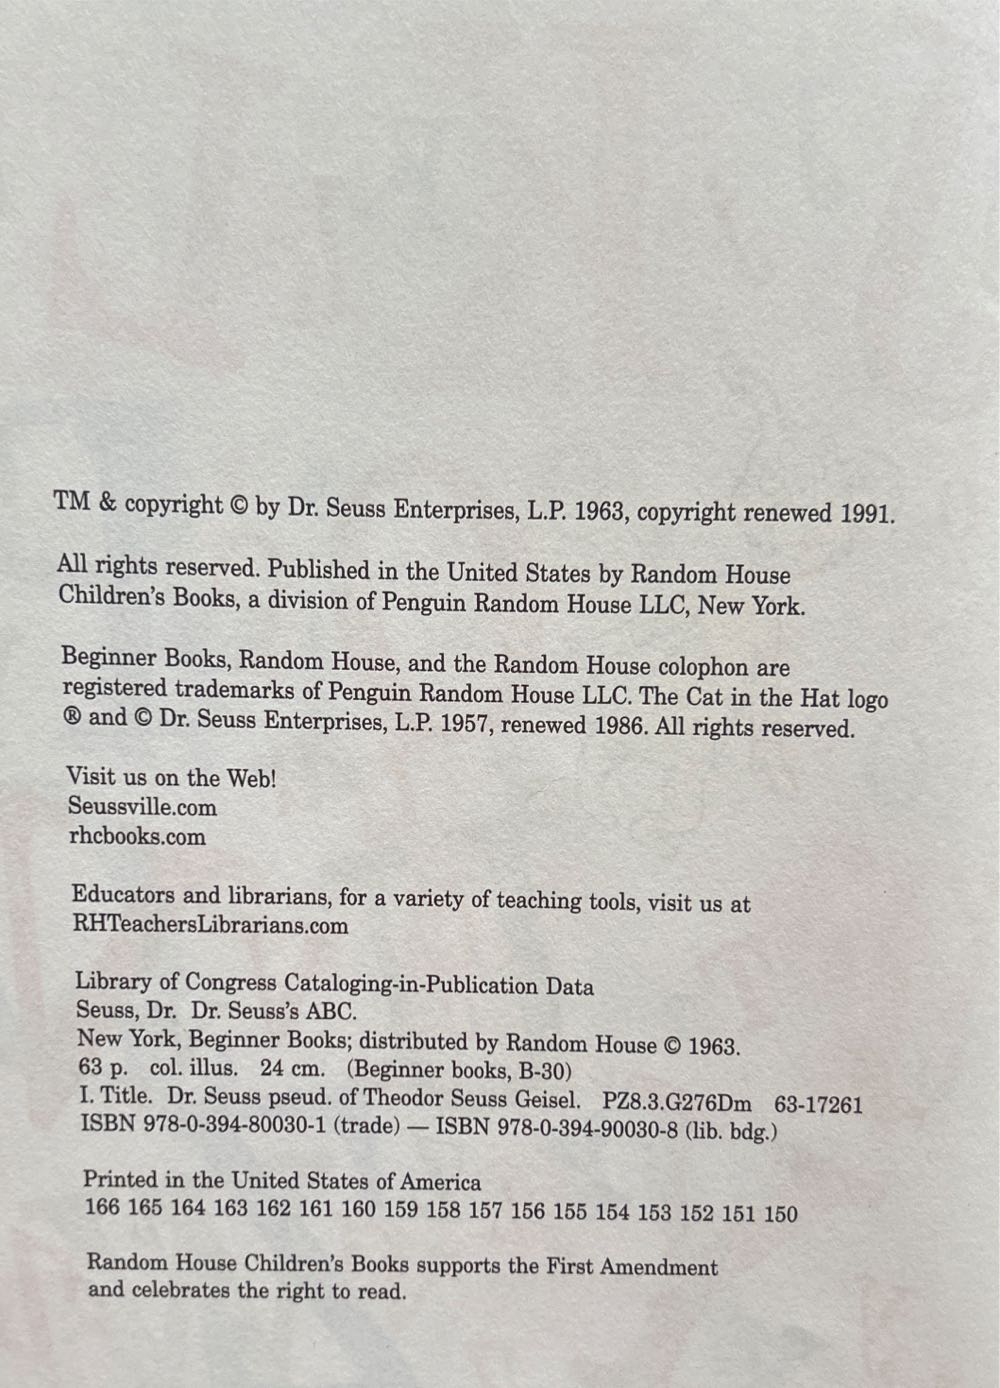 TM & copyright © by Dr. Seuss Enterprises, L.P. 1963, copyright renewed 1991.
All rights reserved. Published in the United States by Random House
Children's Books, a division of Penguin Random House LLC, New York.
Beginner Books, Random House, and the Random House colophon are
registered trademarks of Penguin Random House LLC. The Cat in the Hat logo
® and © Dr. Seuss Enterprises, L.P. 1957, renewed 1986. All rights reserved.
Visit us on the Web!
Seussville.com
rhcbooks.com
Educators and librarians, for a variety of teaching tools, visit us at
RHTeachersLibrarians.com
Library of Congress Cataloging-in-Publication Data
Seuss, Dr. Dr. Seuss's ABC.
New York, Beginner Books; distributed by Random House © 1963.
63 p. col. illus. 24 cm. (Beginner books, B-30)
I. Title. Dr. Seuss pseud. of Theodor Seuss Geisel. PZ8.3.G276Dm 63-17261
ISBN 978-0-394-80030-1 (trade) — ISBN 978-0-394-90030-8 (lib. bdg.)
Printed in the United States of America
166 165 164 163 162 161 160 159 158 157 156 155 154 153 152 151 150
Random House Children's Books supports the First Amendment
and celebrates the right to read.